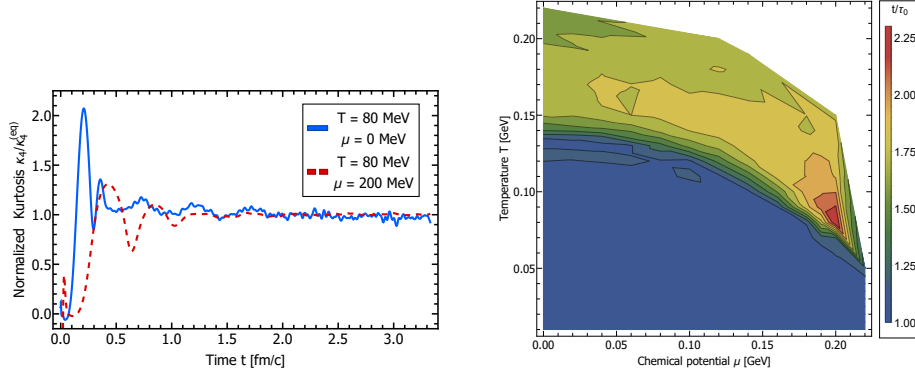 Normalized Kurtosis κ₄/κ₄⁽ᵉᑫ⁾
2.0
1.5
1.0
0.5
0.0
T = 80 MeV
μ = 0 MeV
T = 80 MeV
μ = 200 MeV
0.0 0.5 1.0 1.5 2.0 2.5 3.0
Time t [fm/c]
Temperature T [GeV]
0.20
0.15
0.10
0.05
0.00 0.05 0.10 0.15 0.20
Chemical potential μ [GeV]
t/τ₀
2.25
2.00
1.75
1.50
1.25
1.00